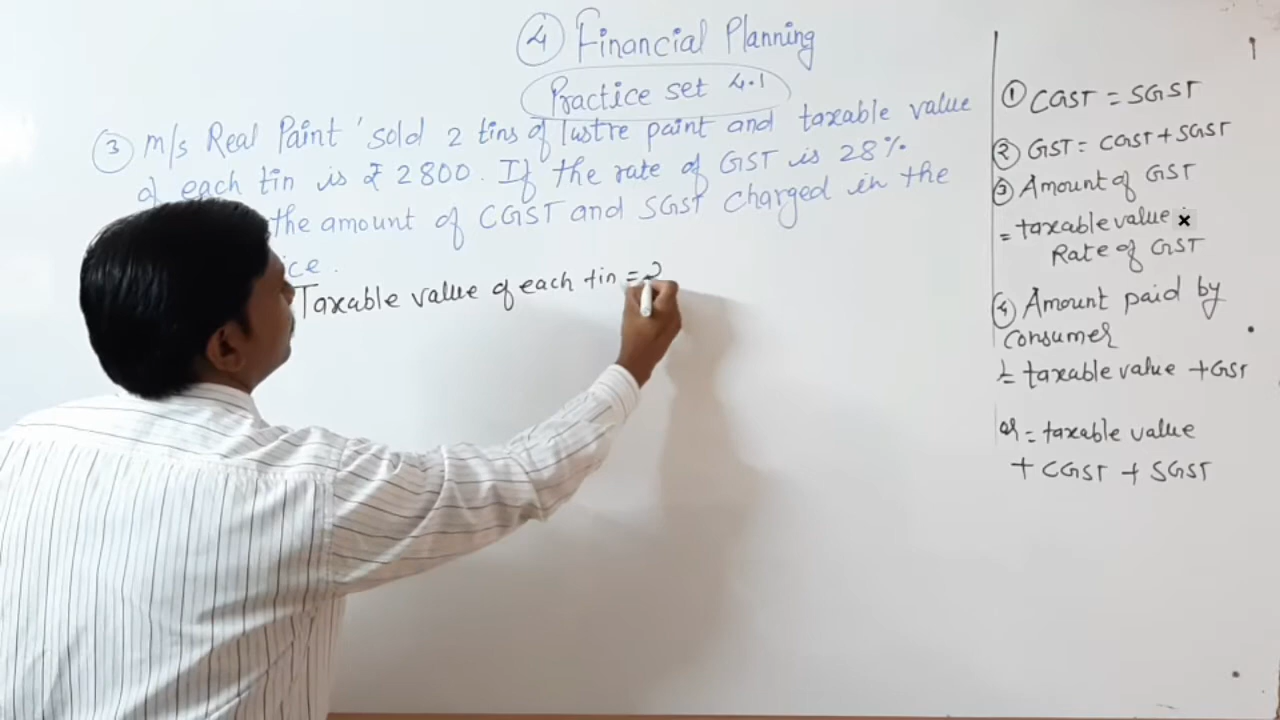 ④ Financial Planning
Practice set 4.1
③ M/s Real Paint 'sold 2 tins of lustre paint and taxable value
of each tin is ₹ 2800. If the rate of GST is 28%.
the amount of CGST and SGST charged in the
ice.
Taxable value of each tin = 2
① CGST = SGST
② GST = CGST + SGST
③ Amount of GST
= taxable value ×
Rate of GST
④ Amount paid by
consumer
= taxable value + GST
or = taxable value
+ CGST + SGST